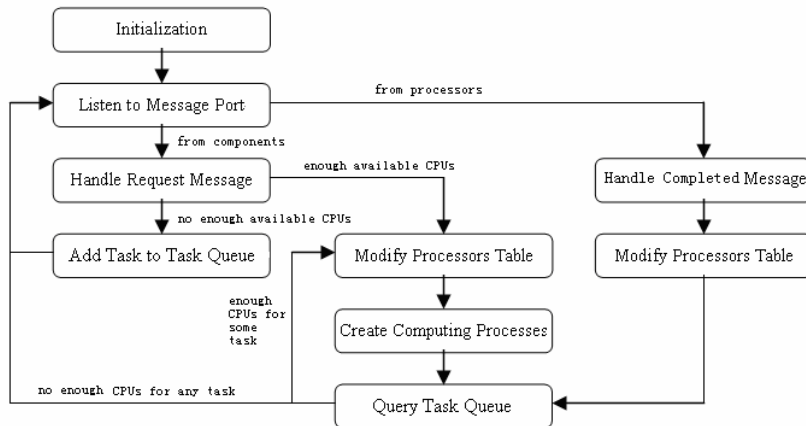 Initialization
Listen to Message Port
from processors
from components
enough available CPUs
Handle Request Message
Handle Completed Message
no enough available CPUs
Add Task to Task Queue
Modify Processors Table
Modify Processors Table
enough
CPUs for
some
task
Create Computing Processes
no enough CPUs for any task
Query Task Queue